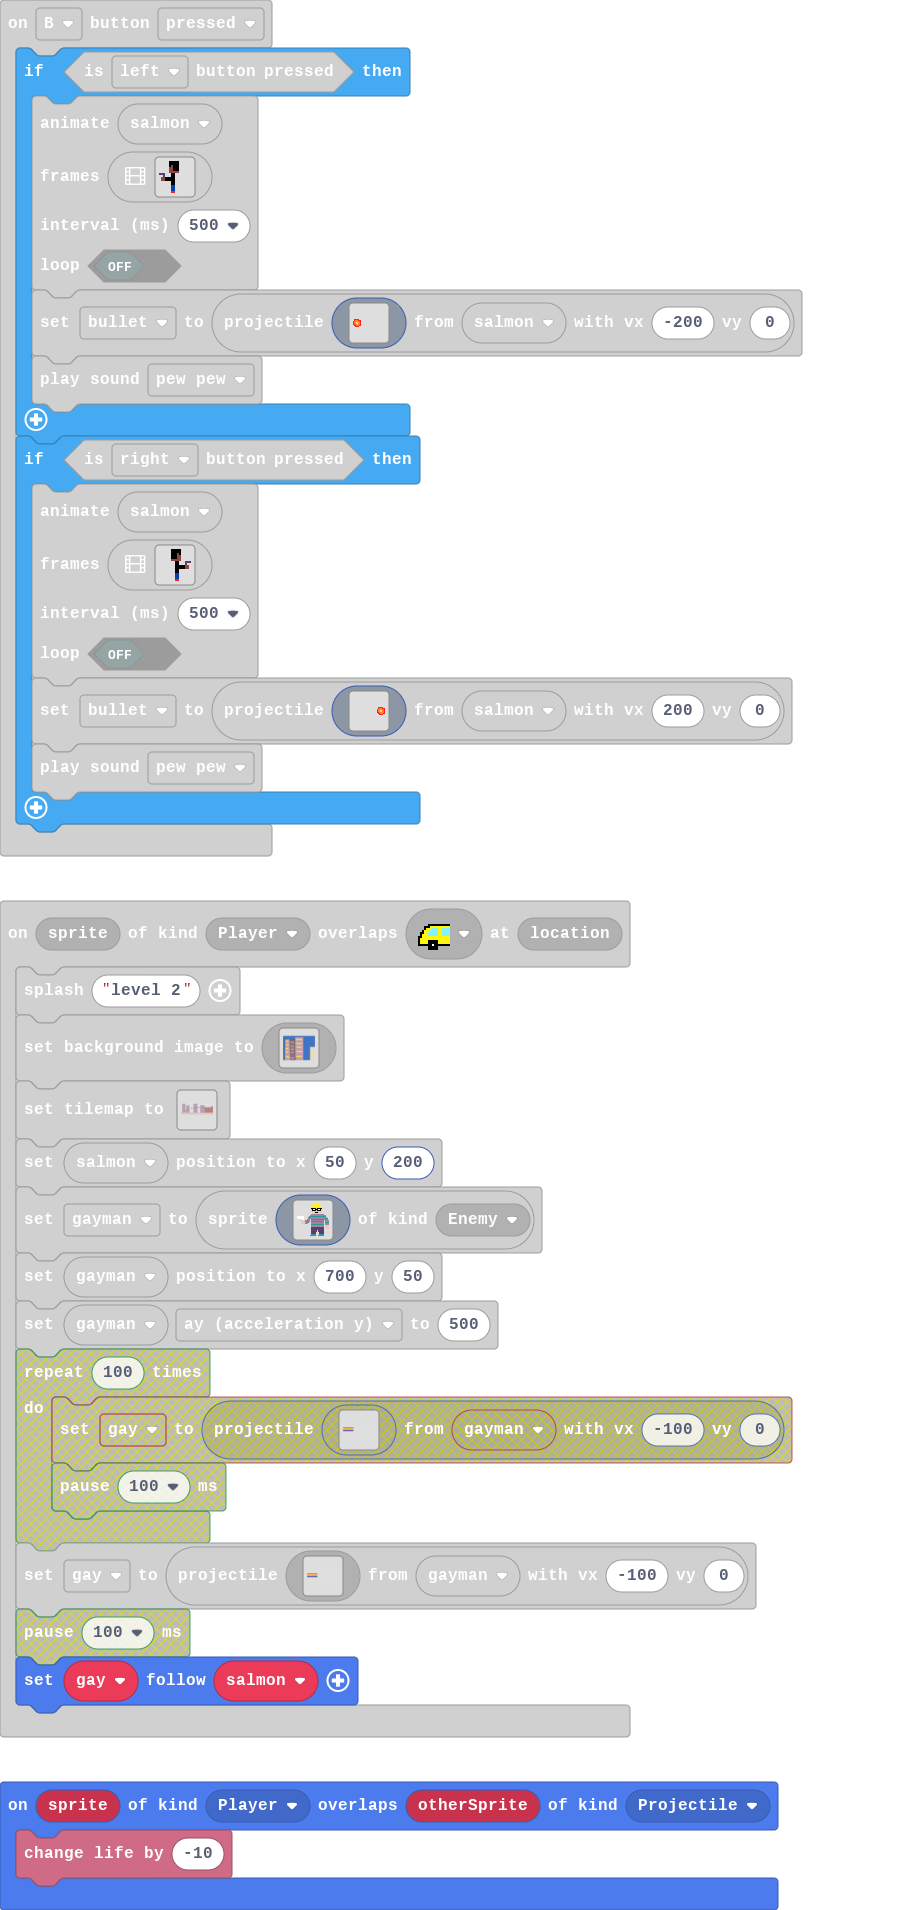 on B button pressed
if is left button pressed then
animate salmon
frames
interval (ms) 500
loop OFF
set bullet to projectile from salmon with vx -200 vy 0
play sound pew pew
if is right button pressed then
animate salmon
frames
interval (ms) 500
loop OFF
set bullet to projectile from salmon with vx 200 vy 0
play sound pew pew
on sprite of kind Player overlaps at location
splash "level 2"
set background image to
set tilemap to
set salmon position to x 50 y 200
set gayman to sprite of kind Enemy
set gayman position to x 700 y 50
set gayman ay (acceleration y) to 500
repeat 100 times
do
set gay to projectile from gayman with vx -100 vy 0
pause 100 ms
set gay to projectile from gayman with vx -100 vy 0
pause 100 ms
set gay follow salmon
on sprite of kind Player overlaps otherSprite of kind Projectile
change life by -10